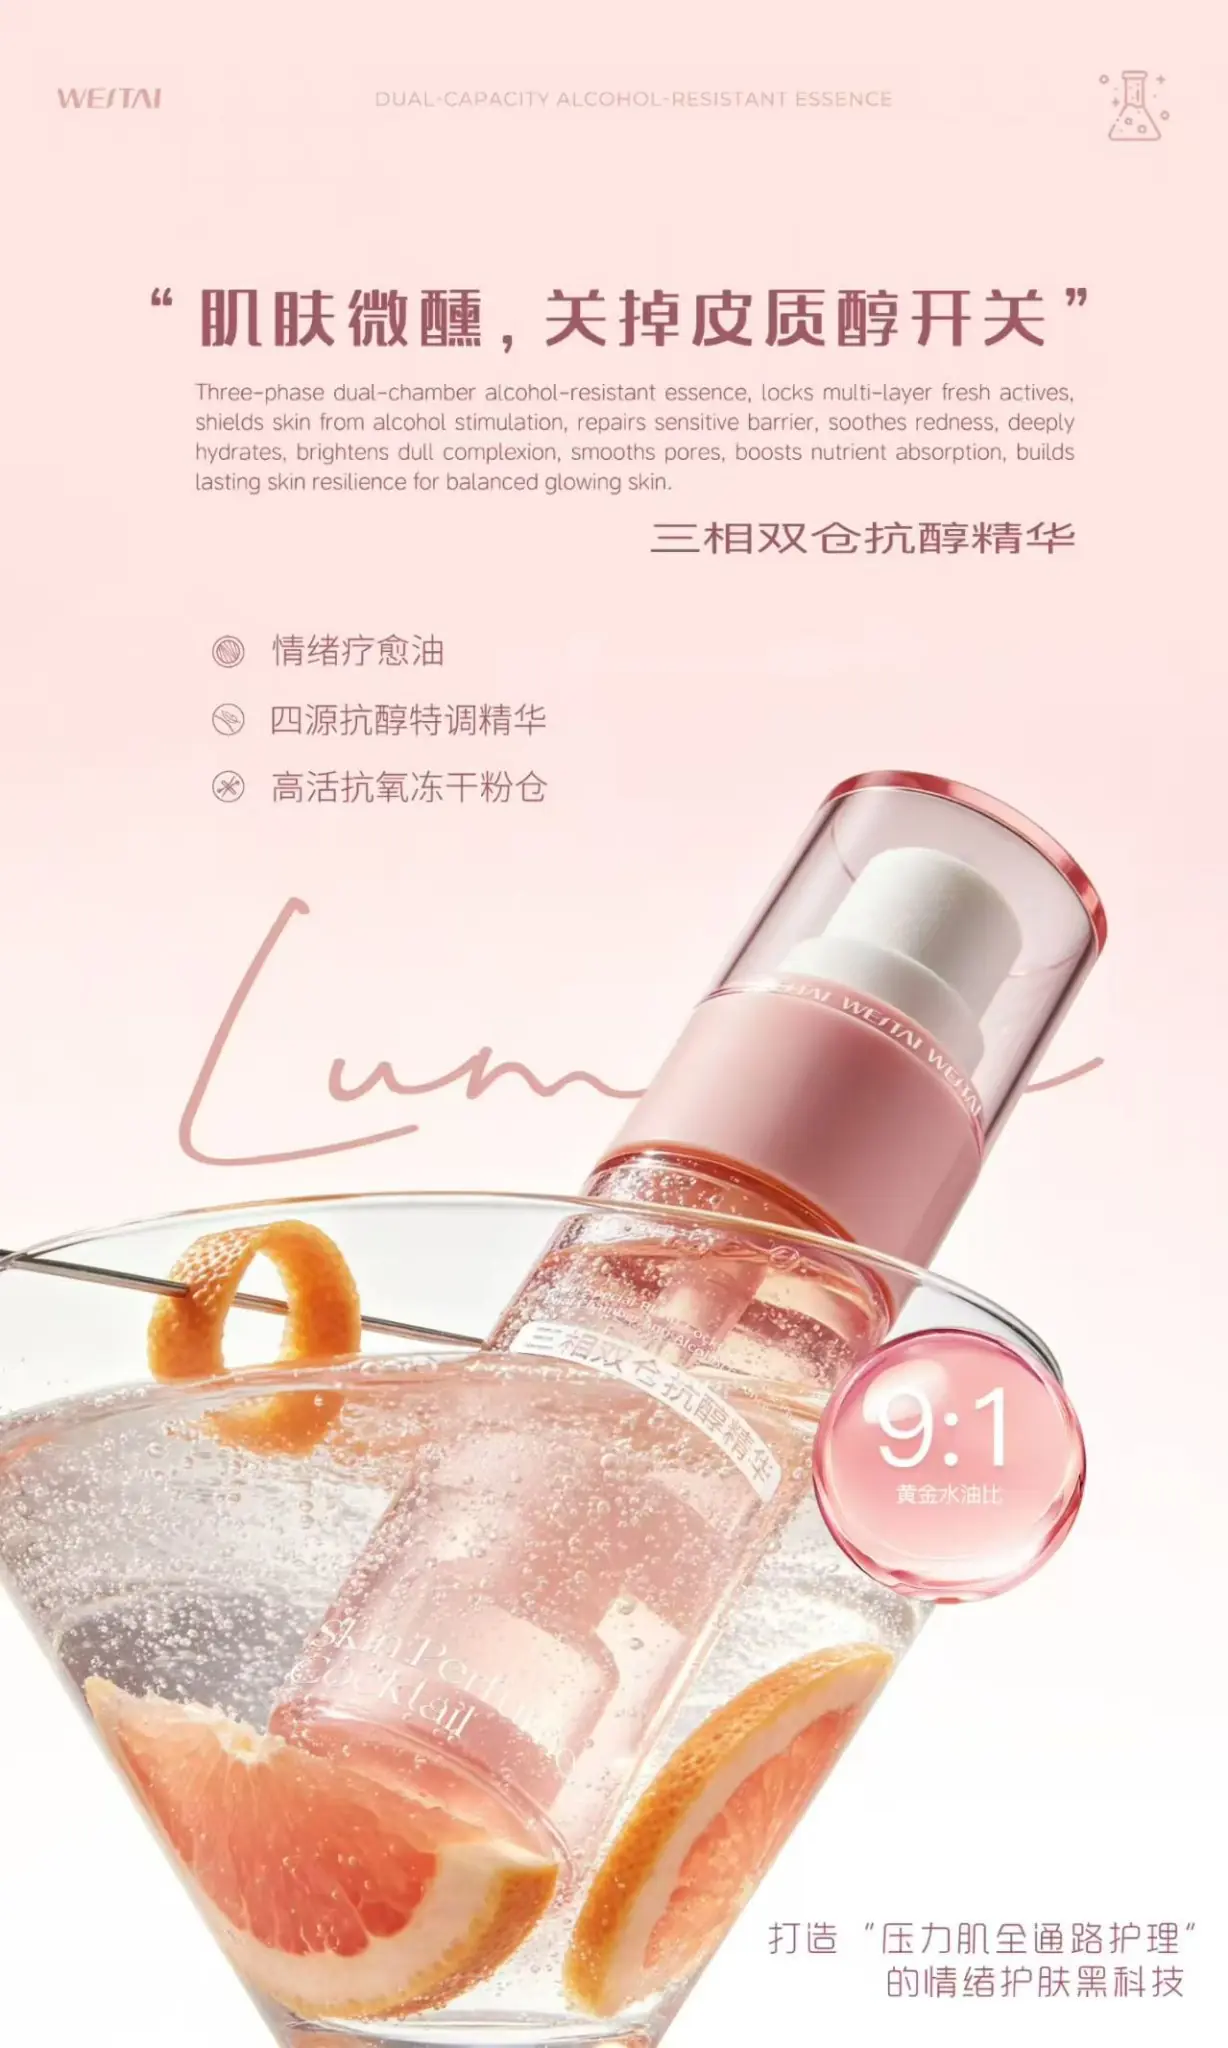 WEITAI
DUAL-CAPACITY ALCOHOL-RESISTANT ESSENCE
“肌肤微醺，关掉皮质醇开关”
Three-phase dual-chamber alcohol-resistant essence, locks multi-layer fresh actives,
shields skin from alcohol stimulation, repairs sensitive barrier, soothes redness, deeply
hydrates, brightens dull complexion, smooths pores, boosts nutrient absorption, builds
lasting skin resilience for balanced glowing skin.
三相双仓抗醇精华
情绪疗愈油
四源抗醇特调精华
高活抗氧冻干粉仓
WEITAI WEITAI
三相双仓抗醇精华
9:1
黄金水油比
Skin
Cocktail
打造“压力肌全通路护理”
的情绪护肤黑科技